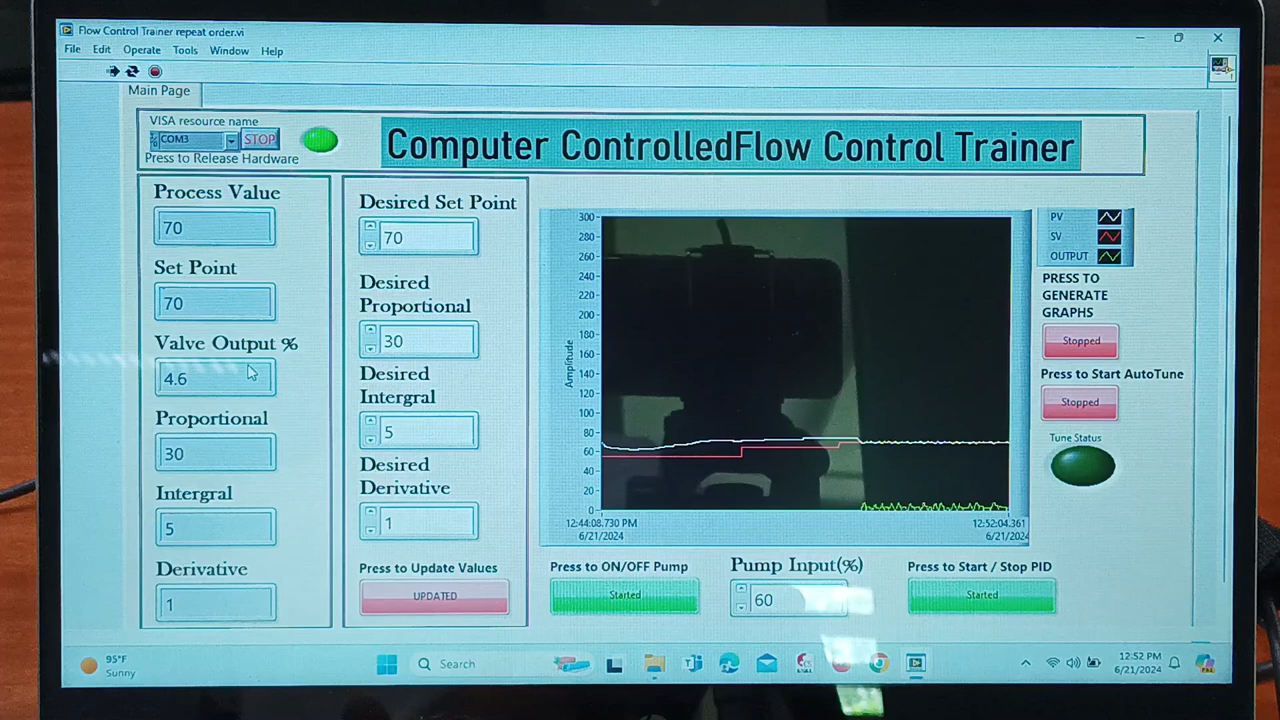 Flow Control Trainer repeat order.vi
File Edit Operate Tools Window Help
Main Page
VISA resource name
COM3 STOP
Press to Release Hardware
Computer ControlledFlow Control Trainer
Process Value
70
Set Point
70
Valve Output %
4.6
Proportional
30
Intergral
5
Derivative
1
Desired Set Point
70
Desired
Proportional
30
Desired
Intergral
5
Desired
Derivative
1
Press to Update Values
UPDATED
Amplitude
300
280
260
240
220
200
180
160
140
120
100
80
60
40
20
0
12:44:08.730 PM
6/21/2024
12:52:04.361
6/21/2024
PV
SV
OUTPUT
PRESS TO
GENERATE
GRAPHS
Stopped
Press to Start AutoTune
Stopped
Tune Status
Press to ON/OFF Pump
Started
Pump Input(%)
60
Press to Start / Stop PID
Started
95°F
Sunny
Search
12:52 PM
6/21/2024